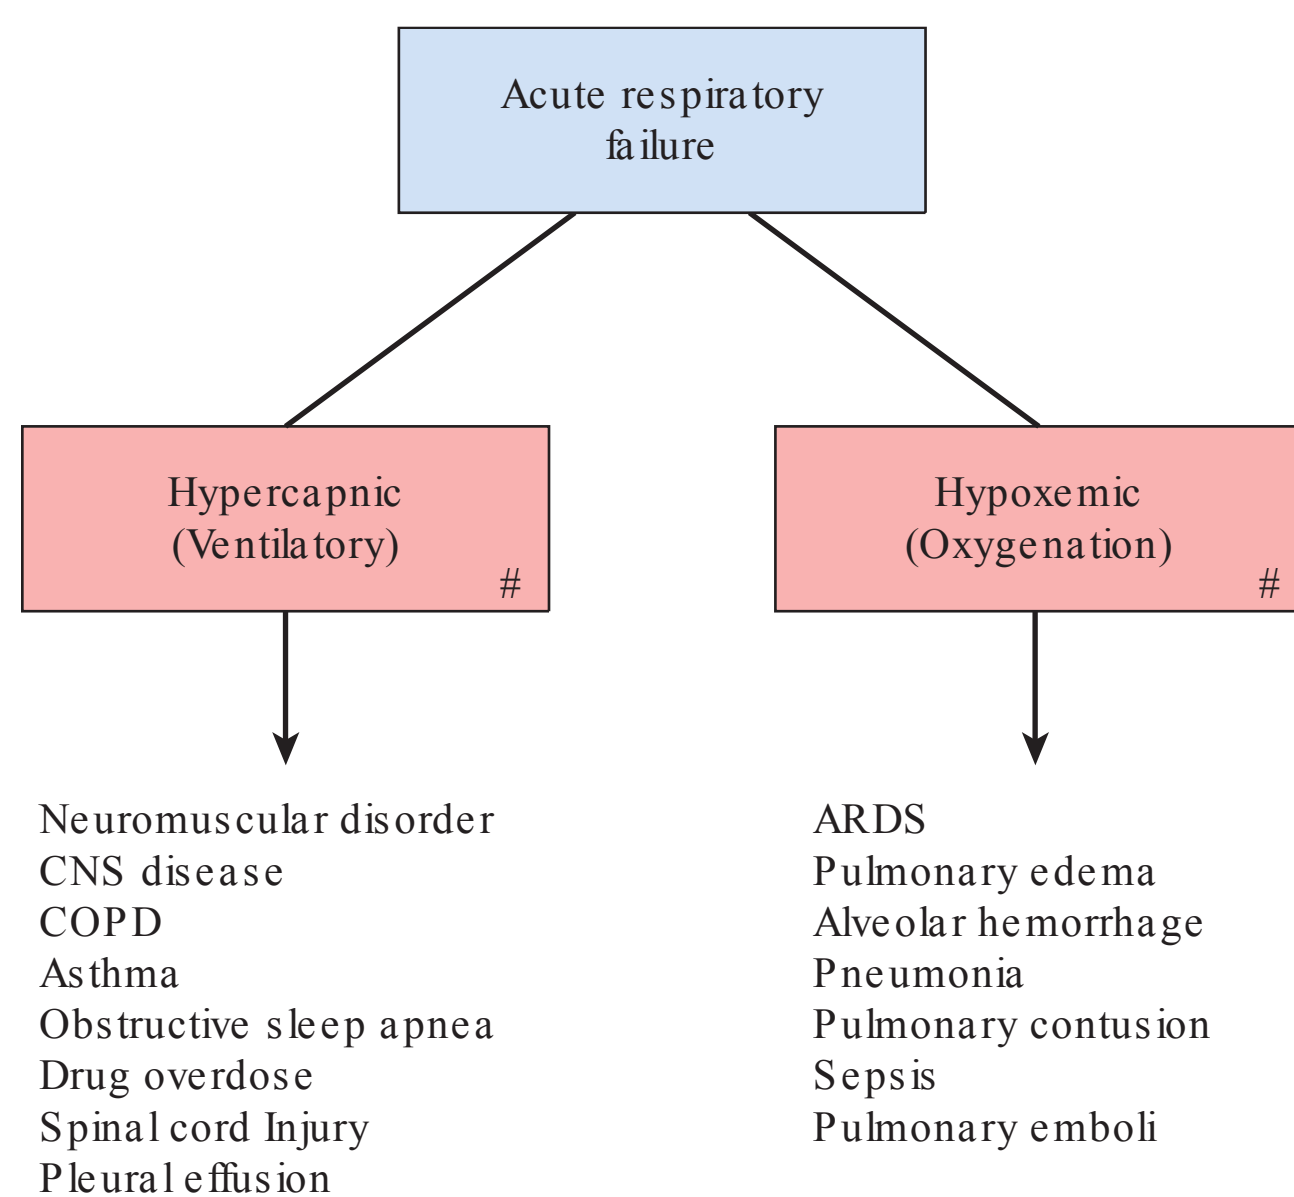 Acute respiratory
failure
Hypercapnic
(Ventilatory)
#
Hypoxemic
(Oxygenation)
#
Neuromuscular disorder
CNS disease
COPD
Asthma
Obstructive sleep apnea
Drug overdose
Spinal cord Injury
Pleural effusion
ARDS
Pulmonary edema
Alveolar hemorrhage
Pneumonia
Pulmonary contusion
Sepsis
Pulmonary emboli